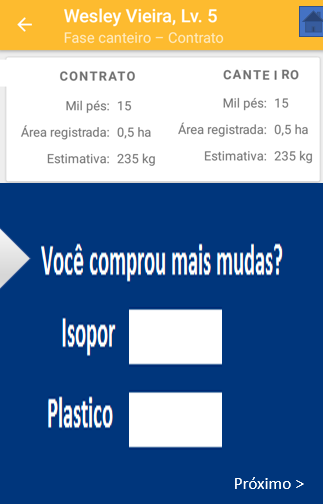 Wesley Vieira, Lv. 5
Fase canteiro – Contrato
CONTRATO
Mil pés: 15
Área registrada: 0,5 ha
Estimativa: 235 kg
CANTEIRO
Mil pés: 15
Área registrada: 0,5 ha
Estimativa: 235 kg
Você comprou mais mudas?
Isopor
Plastico
Próximo >